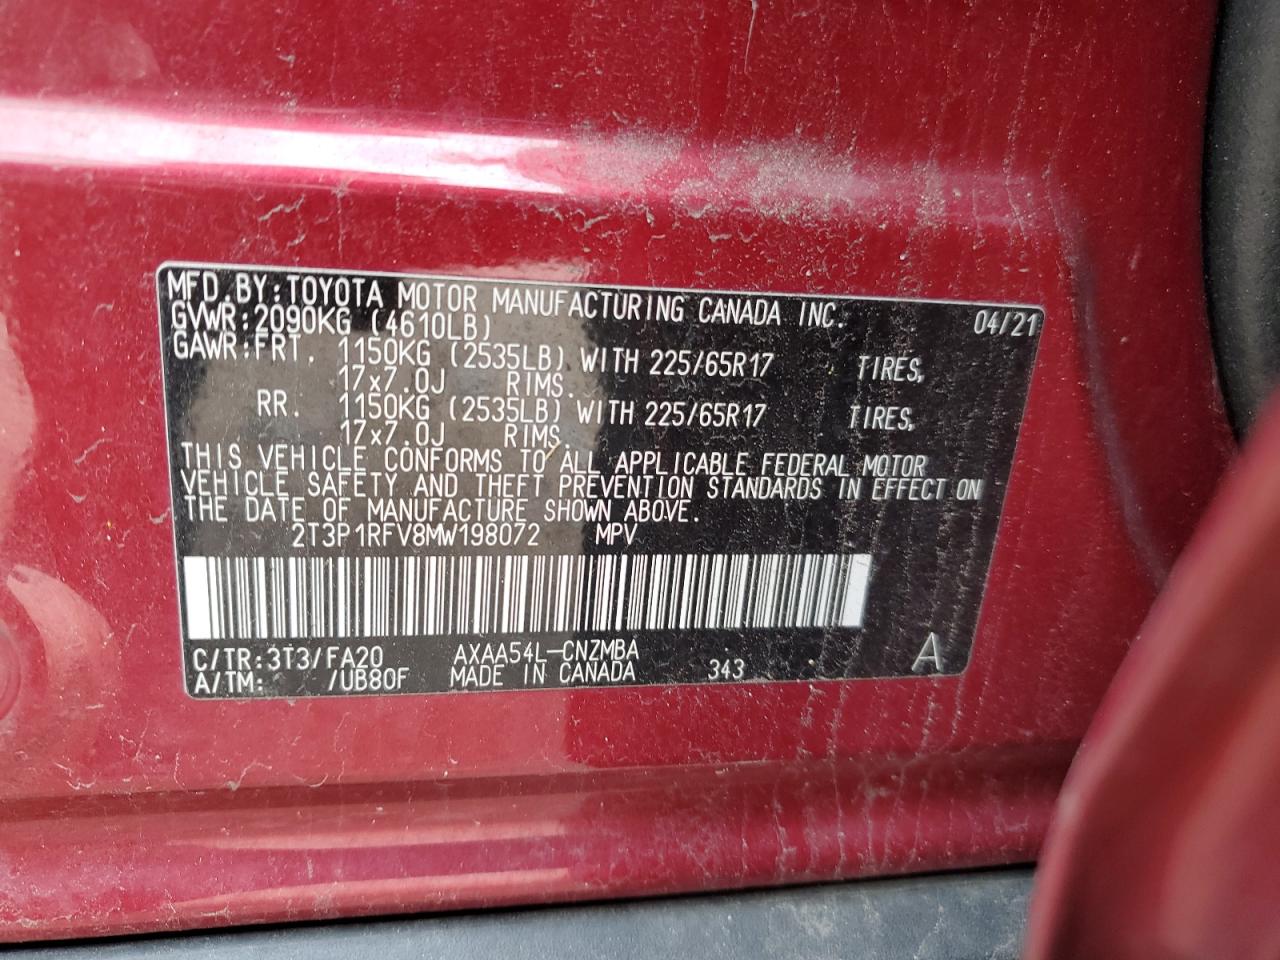 MFD.BY:TOYOTA MOTOR MANUFACTURING CANADA INC. 04/21
GVWR:2090KG (4610LB)
GAWR:FRT. 1150KG (2535LB) WITH 225/65R17 TIRES,
17x7.0J RIMS.
RR. 1150KG (2535LB) WITH 225/65R17 TIRES,
17x7.0J RIMS.
THIS VEHICLE CONFORMS TO ALL APPLICABLE FEDERAL MOTOR
VEHICLE SAFETY AND THEFT PREVENTION STANDARDS IN EFFECT ON
THE DATE OF MANUFACTURE SHOWN ABOVE.
2T3P1RFV8MW198072 MPV
C/TR:3T3/FA20 AXAA54L-CNZMBA
A/TM: /UB80F MADE IN CANADA 343 A